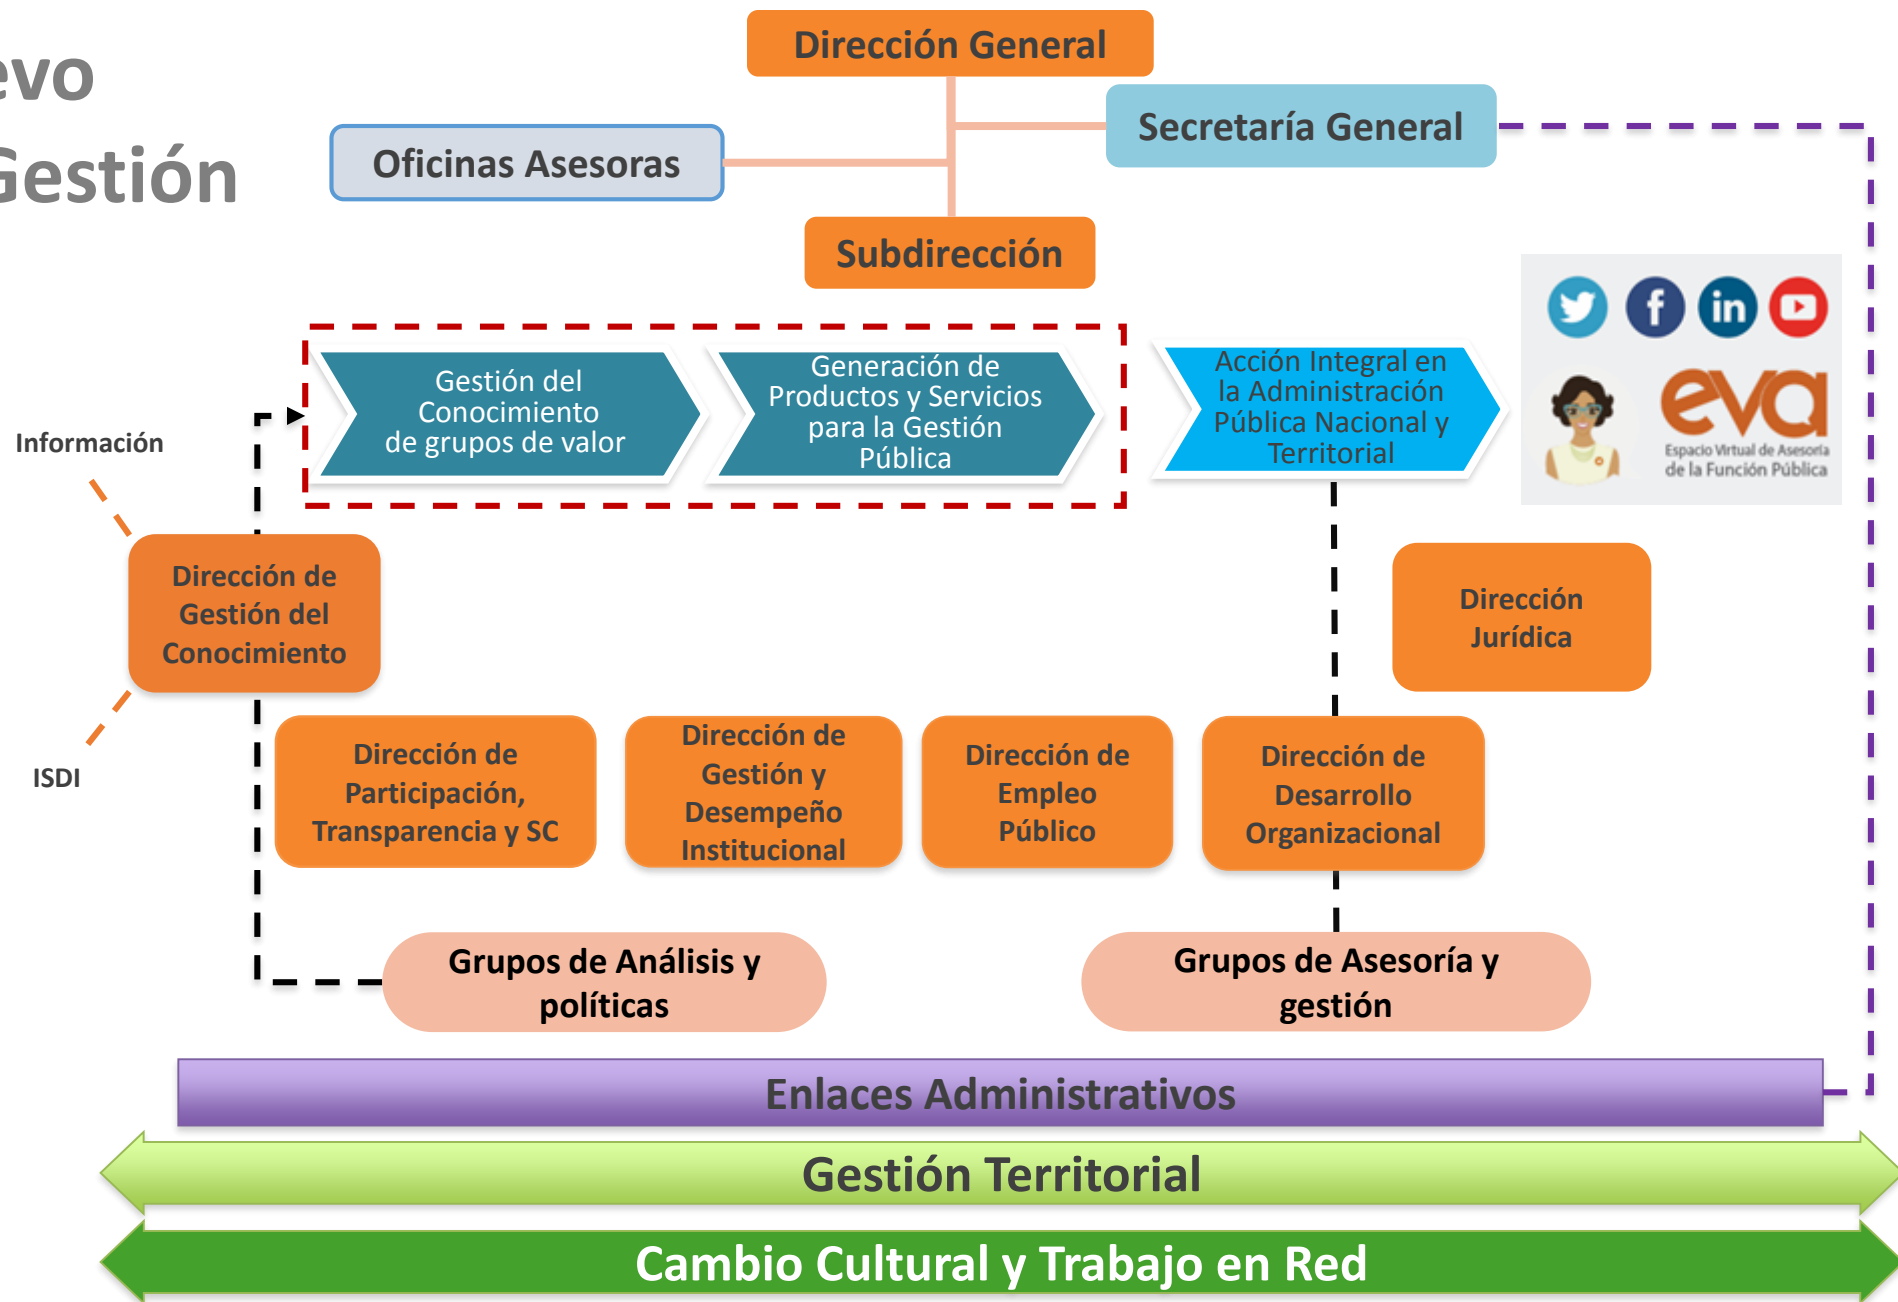 evo
Gestión
Dirección General
Secretaría General
Oficinas Asesoras
Subdirección
Gestión del
Conocimiento
de grupos de valor
Generación de
Productos y Servicios
para la Gestión
Pública
Acción Integral en
la Administración
Pública Nacional y
Territorial
f
in
eva
Espacio Virtual de Asesoría
de la Función Pública
Información
Dirección de
Gestión del
Conocimiento
ISDI
Dirección
Jurídica
Dirección de
Participación,
Transparencia y SC
Dirección de
Gestión y
Desempeño
Institucional
Dirección de
Empleo
Público
Dirección de
Desarrollo
Organizacional
Grupos de Análisis y
políticas
Grupos de Asesoría y
gestión
Enlaces Administrativos
Gestión Territorial
Cambio Cultural y Trabajo en Red